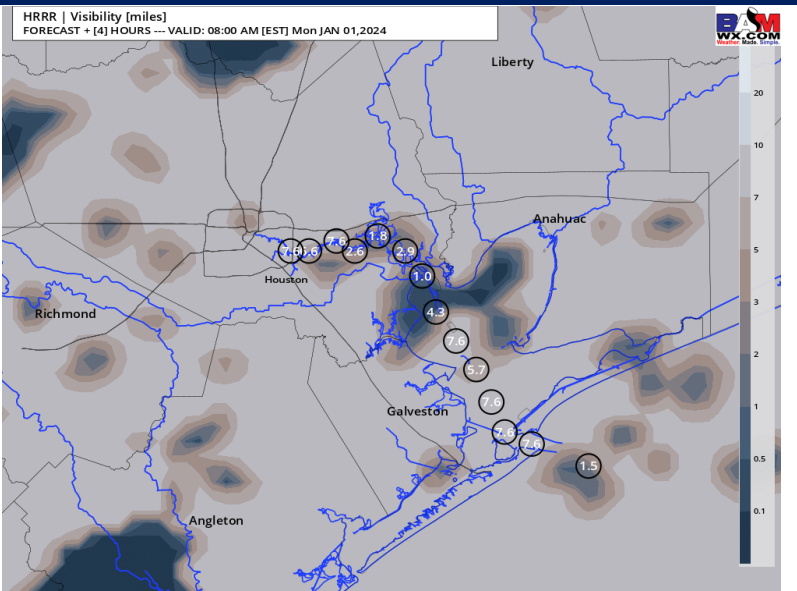 HRRR | Visibility [miles]
FORECAST + [4] HOURS --- VALID: 08:00 AM [EST] Mon JAN 01,2024
BAM
WX.COM
Weather. Made. Simple.
Liberty
20
10
7
Anahuac
7.6
1.8
2.6
2.9
5
Houston
1.0
3
Richmond
4.3
7.6
2
5.7
7.6
1
Galveston
7.6
7.6
1.5
0.5
0.1
Angleton